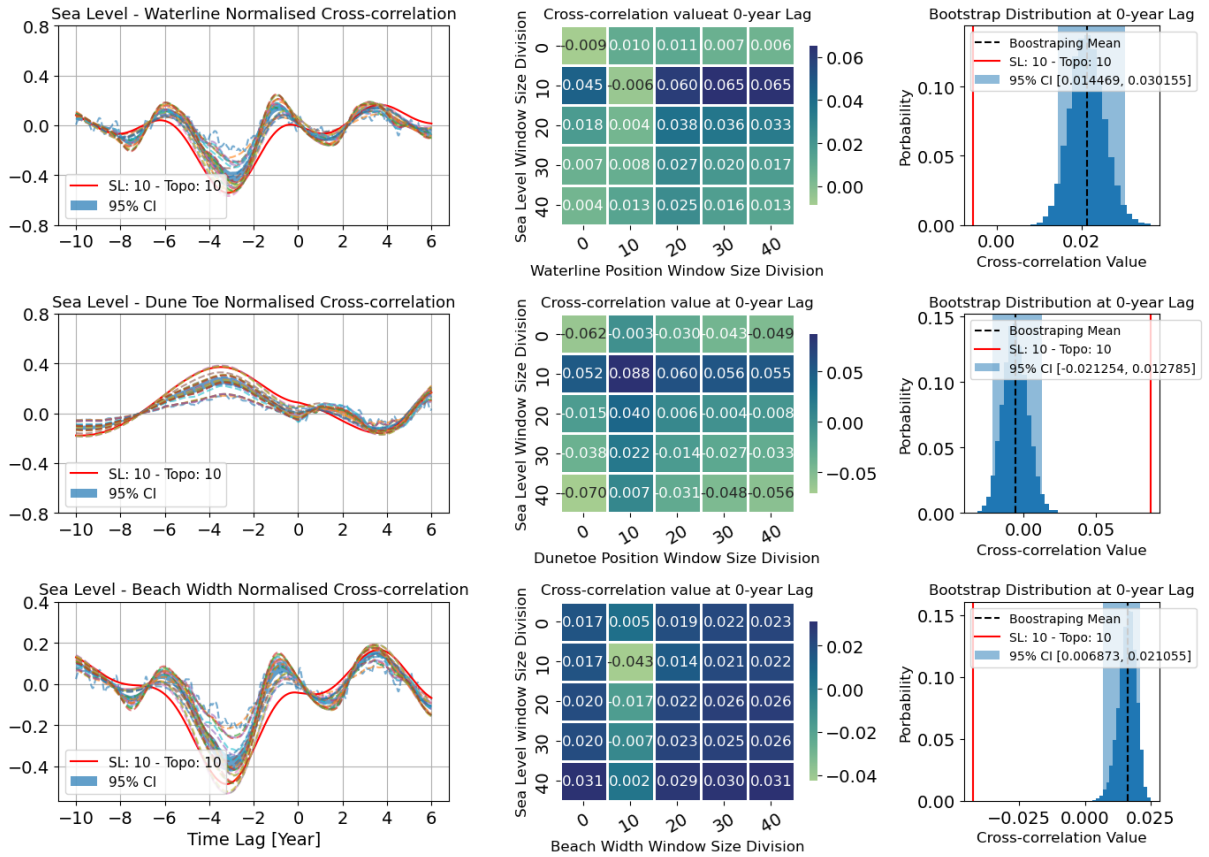 Sea Level - Waterline Normalised Cross-correlation
0.8
0.4
0.0
−0.4
−0.8
SL: 10 - Topo: 10
95% CI
−10 −8 −6 −4 −2 0 2 4 6
Cross-correlation valueat 0-year Lag
Sea Level Window Size Division
0 −0.009 0.010 0.011 0.007 0.006
10 0.045 -0.006 0.060 0.065 0.065
20 0.018 0.004 0.038 0.036 0.033
30 0.007 0.008 0.027 0.020 0.017
40 0.004 0.013 0.025 0.016 0.013
0 10 20 30 40
Waterline Position Window Size Division
0.06
0.04
0.02
0.00
Bootstrap Distribution at 0-year Lag
Boostraping Mean
SL: 10 - Topo: 10
95% CI [0.014469, 0.030155]
Porbability
0.10
0.05
0.00
0.00 0.02
Cross-correlation Value
Sea Level - Dune Toe Normalised Cross-correlation
0.8
0.4
0.0
−0.4
−0.8
SL: 10 - Topo: 10
95% CI
−10 −8 −6 −4 −2 0 2 4 6
Cross-correlation value at 0-year Lag
Sea Level Window Size Division
0 −0.062 -0.003 -0.030 -0.043 -0.049
10 0.052 0.088 0.060 0.056 0.055
20 -0.015 0.040 0.006 -0.004 -0.008
30 -0.038 0.022 -0.014 -0.027 -0.033
40 -0.070 0.007 -0.031 -0.048 -0.056
0 10 20 30 40
Dunetoe Position Window Size Division
0.05
0.00
−0.05
Bootstrap Distribution at 0-year Lag
Boostraping Mean
SL: 10 - Topo: 10
95% CI [-0.021254, 0.012785]
Porbability
0.15
0.10
0.05
0.00
0.00 0.05
Cross-correlation Value
Sea Level - Beach Width Normalised Cross-correlation
0.4
0.2
0.0
−0.2
−0.4
SL: 10 - Topo: 10
95% CI
−10 −8 −6 −4 −2 0 2 4 6
Time Lag [Year]
Cross-correlation value at 0-year Lag
Sea Level window Size Division
0 0.017 0.005 0.019 0.022 0.023
10 0.017 -0.043 0.014 0.021 0.022
20 0.020 -0.017 0.022 0.026 0.026
30 0.020 -0.007 0.023 0.025 0.026
40 0.031 0.002 0.029 0.030 0.031
0 10 20 30 40
Beach Width Window Size Division
0.02
0.00
−0.02
−0.04
Bootstrap Distribution at 0-year Lag
Boostraping Mean
SL: 10 - Topo: 10
95% CI [0.006873, 0.021055]
Porbability
0.15
0.10
0.05
0.00
−0.025 0.000 0.025
Cross-correlation Value